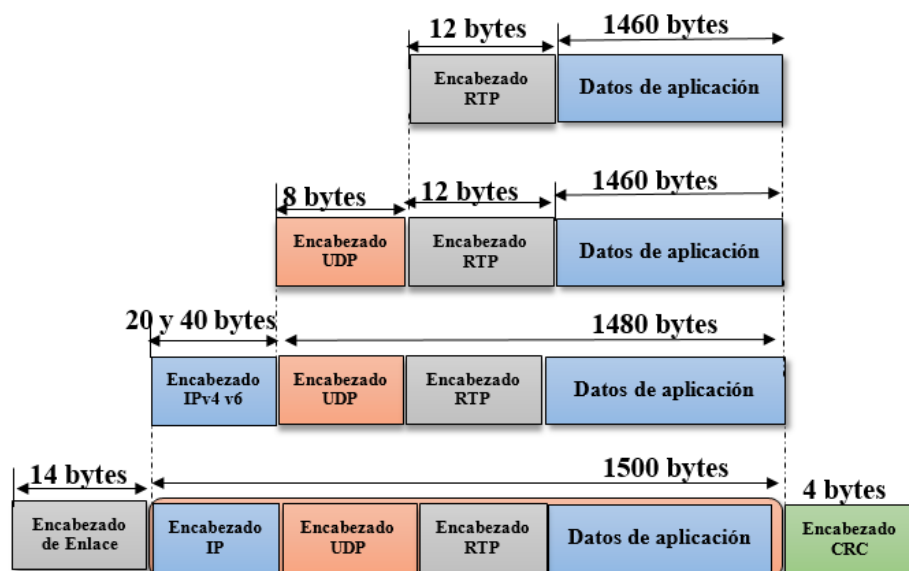 12 bytes
1460 bytes
Encabezado
RTP
Datos de aplicación
8 bytes
12 bytes
1460 bytes
Encabezado
UDP
Encabezado
RTP
Datos de aplicación
20 y 40 bytes
1480 bytes
Encabezado
IPv4 v6
Encabezado
UDP
Encabezado
RTP
Datos de aplicación
14 bytes
1500 bytes
4 bytes
Encabezado
de Enlace
Encabezado
IP
Encabezado
UDP
Encabezado
RTP
Datos de aplicación
Encabezado
CRC